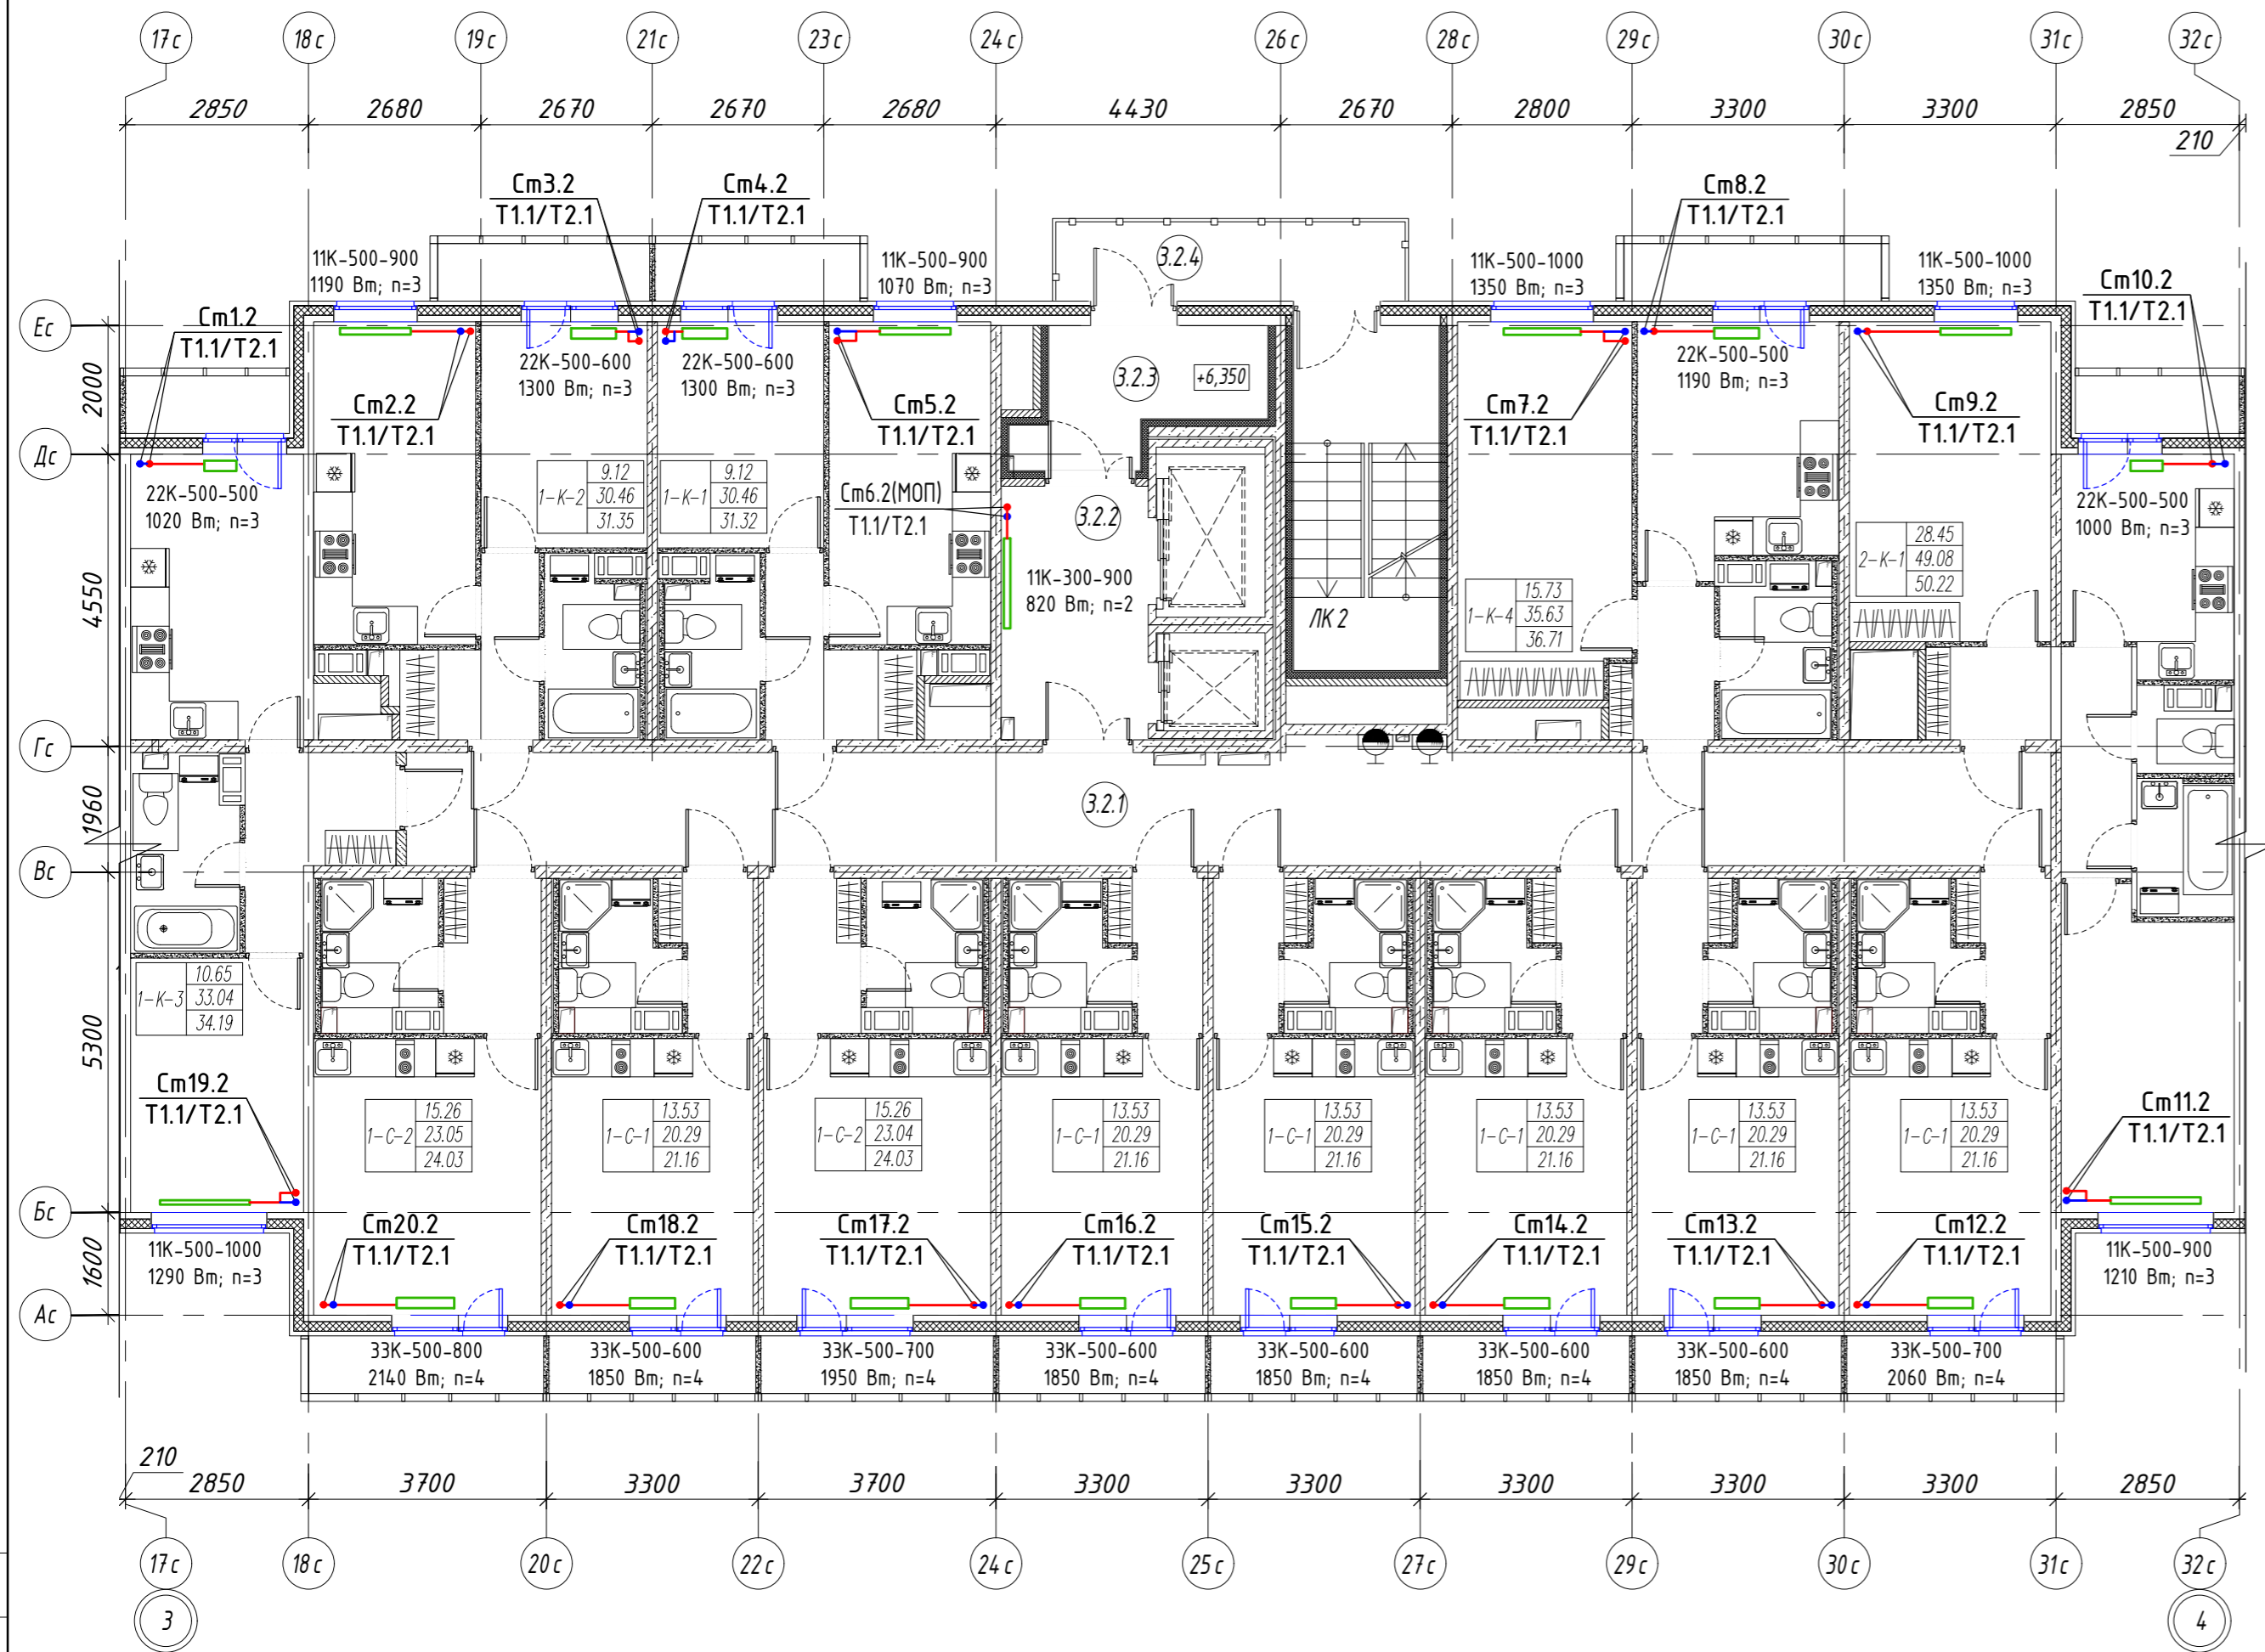 17с 18с 19с 21с 23с 24с 26с 28с 29с 30с 31с 32с
2850 2680 2670 2670 2680 4430 2670 2800 3300 3300 2850
210
Ст3.2
Т1.1/Т2.1
Ст4.2
Т1.1/Т2.1
Ст8.2
Т1.1/Т2.1
3.2.4
11К-500-900
1190 Вт; n=3
11К-500-900
1070 Вт; n=3
11К-500-1000
1350 Вт; n=3
11К-500-1000
1350 Вт; n=3
Ст10.2
Т1.1/Т2.1
Ес
Ст1.2
Т1.1/Т2.1
22К-500-600
1300 Вт; n=3
22К-500-600
1300 Вт; n=3
22К-500-500
1190 Вт; n=3
3.2.3
+6,350
2000
Ст2.2
Т1.1/Т2.1
Ст5.2
Т1.1/Т2.1
Ст7.2
Т1.1/Т2.1
Ст9.2
Т1.1/Т2.1
Дс
22К-500-500
1020 Вт; n=3
1-К-2
9.12
30.46
31.35
1-К-1
9.12
30.46
31.32
Ст6.2(МОП)
Т1.1/Т2.1
3.2.2
22К-500-500
1000 Вт; n=3
2-К-1
28.45
49.08
50.22
4550
11К-300-900
820 Вт; n=2
ЛК 2
1-К-4
15.73
35.63
36.71
Гс
1960
3.2.1
Вс
1-К-3
10.65
33.04
34.19
5300
Ст19.2
Т1.1/Т2.1
1-С-2
15.26
23.05
24.03
1-С-1
13.53
20.29
21.16
1-С-2
15.26
23.04
24.03
1-С-1
13.53
20.29
21.16
1-С-1
13.53
20.29
21.16
1-С-1
13.53
20.29
21.16
1-С-1
13.53
20.29
21.16
1-С-1
13.53
20.29
21.16
Ст11.2
Т1.1/Т2.1
Бс
11К-500-1000
1290 Вт; n=3
Ст20.2
Т1.1/Т2.1
Ст18.2
Т1.1/Т2.1
Ст17.2
Т1.1/Т2.1
Ст16.2
Т1.1/Т2.1
Ст15.2
Т1.1/Т2.1
Ст14.2
Т1.1/Т2.1
Ст13.2
Т1.1/Т2.1
Ст12.2
Т1.1/Т2.1
11К-500-900
1210 Вт; n=3
1600
Ас
33К-500-800
2140 Вт; n=4
33К-500-600
1850 Вт; n=4
33К-500-700
1950 Вт; n=4
33К-500-600
1850 Вт; n=4
33К-500-600
1850 Вт; n=4
33К-500-600
1850 Вт; n=4
33К-500-600
1850 Вт; n=4
33К-500-700
2060 Вт; n=4
210
2850 3700 3300 3700 3300 3300 3300 3300 3300 2850
17с 18с 20с 22с 24с 25с 27с 29с 30с 31с 32с
3 4